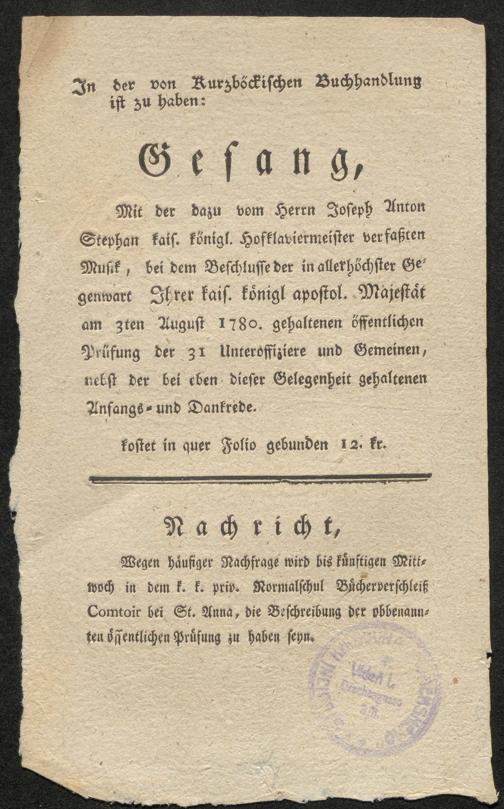 In der von Kurzböckischen Buchhandlung
ist zu haben:
Gesang,
Mit der dazu vom Herrn Joseph Anton
Stephan kais. königl. Hofklaviermeister verfaßten
Musik, bei dem Beschlusse der in allerhöchster Ge-
genwart Ihrer kais. königl apostol. Majestät
am 3ten August 1780. gehaltenen öffentlichen
Prüfung der 31 Unteroffiziere und Gemeinen,
nebst der bei eben dieser Gelegenheit gehaltenen
Anfangs- und Dankrede.
kostet in quer Folio gebunden 12. kr.
Nachricht,
Wegen häufiger Nachfrage wird bis künftigen Mitt-
woch in dem k. k. priv. Normalschul Bücherverschleiß
Comtoir bei St. Anna, die Beschreibung der obbenann-
ten öffentlichen Prüfung zu haben seyn.
Wien I.